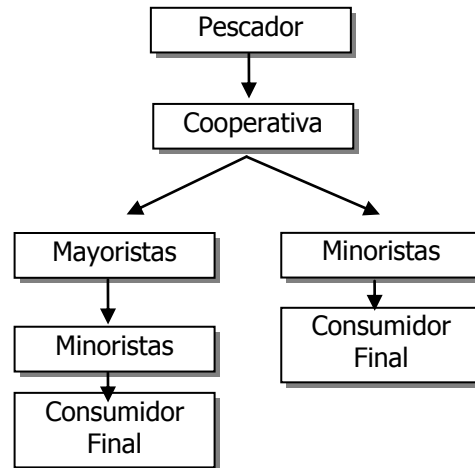 Pescador
Cooperativa
Mayoristas
Minoristas
Minoristas
Consumidor
Final
Consumidor
Final